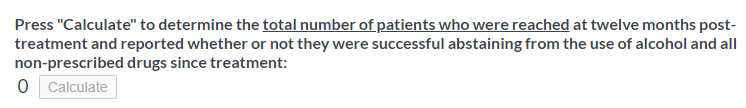 Press "Calculate" to determine the total number of patients who were reached at twelve months post-
treatment and reported whether or not they were successful abstaining from the use of alcohol and all
non-prescribed drugs since treatment:
0 Calculate